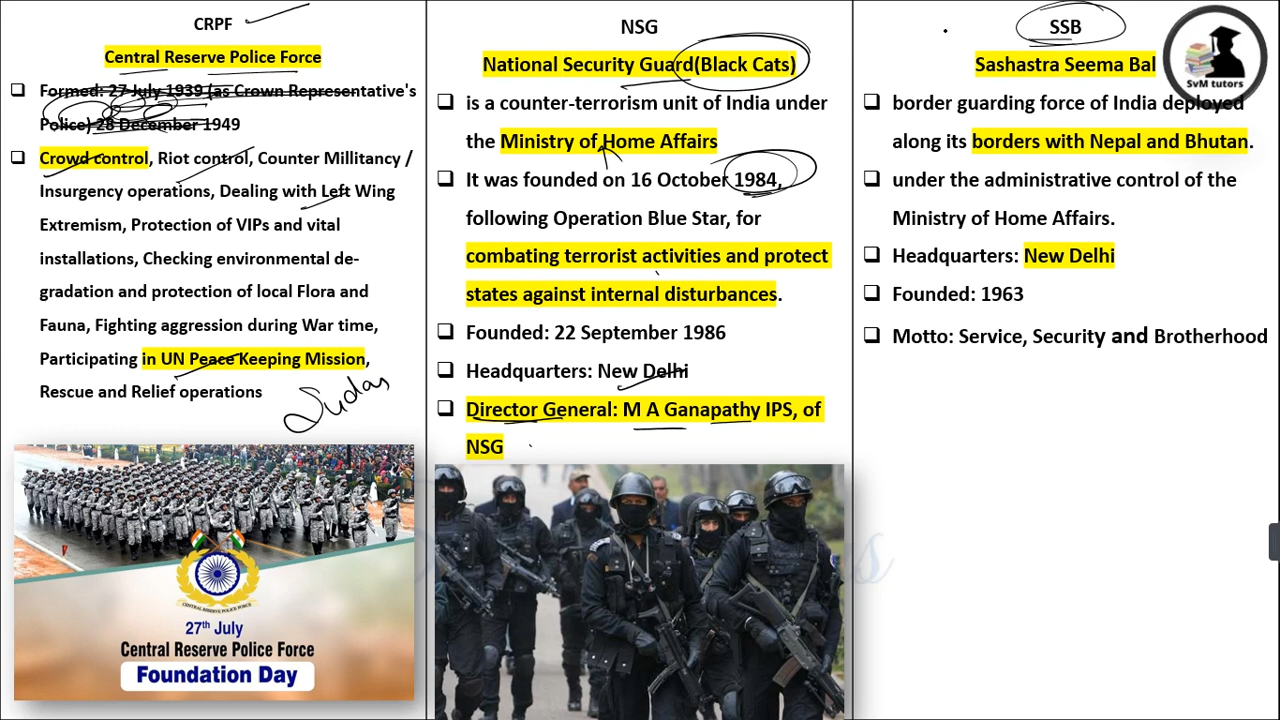 CRPF
Central Reserve Police Force
❑ Formed: 27 July 1939 (as Crown Representative's
Police) 28 December 1949
❑ Crowd control, Riot control, Counter Millitancy /
Insurgency operations, Dealing with Left Wing
Extremism, Protection of VIPs and vital
installations, Checking environmental de-
gradation and protection of local Flora and
Fauna, Fighting aggression during War time,
Participating in UN Peace Keeping Mission,
Rescue and Relief operations
CENTRAL RESERVE POLICE FORCE
27th July
Central Reserve Police Force
Foundation Day
NSG
National Security Guard(Black Cats)
❑ is a counter-terrorism unit of India under
the Ministry of Home Affairs
❑ It was founded on 16 October 1984,
following Operation Blue Star, for
combating terrorist activities and protect
states against internal disturbances.
❑ Founded: 22 September 1986
❑ Headquarters: New Delhi
❑ Director General: M A Ganapathy IPS, of
NSG
SSB
Sashastra Seema Bal
❑ border guarding force of India deployed
along its borders with Nepal and Bhutan.
❑ under the administrative control of the
Ministry of Home Affairs.
❑ Headquarters: New Delhi
❑ Founded: 1963
❑ Motto: Service, Security and Brotherhood
SvM tutors